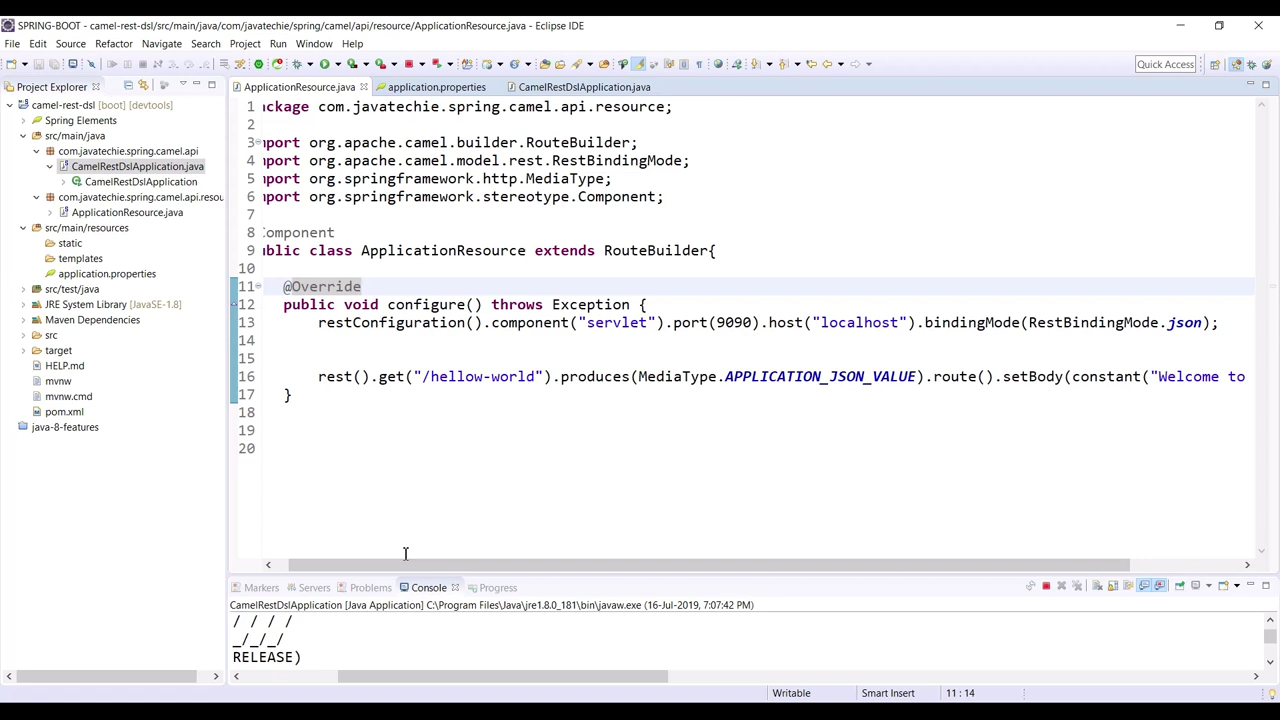 SPRING-BOOT - camel-rest-dsl/src/main/java/com/javatechie/spring/camel/api/resource/ApplicationResource.java - Eclipse IDE
File Edit Source Refactor Navigate Search Project Run Window Help
Quick Access
Project Explorer
ApplicationResource.java
application.properties
CamelRestDslApplication.java
camel-rest-dsl [boot] [devtools]
Spring Elements
src/main/java
com.javatechie.spring.camel.api
CamelRestDslApplication.java
CamelRestDslApplication
com.javatechie.spring.camel.api.resou
ApplicationResource.java
src/main/resources
static
templates
application.properties
src/test/java
JRE System Library [JavaSE-1.8]
Maven Dependencies
src
target
HELP.md
mvnw
mvnw.cmd
pom.xml
java-8-features
1 ackage com.javatechie.spring.camel.api.resource;
2
3 mport org.apache.camel.builder.RouteBuilder;
4 mport org.apache.camel.model.rest.RestBindingMode;
5 mport org.springframework.http.MediaType;
6 mport org.springframework.stereotype.Component;
7
8 Component
9 ublic class ApplicationResource extends RouteBuilder{
10
11 @Override
12 public void configure() throws Exception {
13 restConfiguration().component("servlet").port(9090).host("localhost").bindingMode(RestBindingMode.json);
14
15
16 rest().get("/hellow-world").produces(MediaType.APPLICATION_JSON_VALUE).route().setBody(constant("Welcome to
17 }
18
19
20
Markers Servers Problems Console Progress
CamelRestDslApplication [Java Application] C:\Program Files\Java\jre1.8.0_181\bin\javaw.exe (16-Jul-2019, 7:07:42 PM)
/ / / /
_/_/_/
RELEASE)
Writable Smart Insert 11 : 14